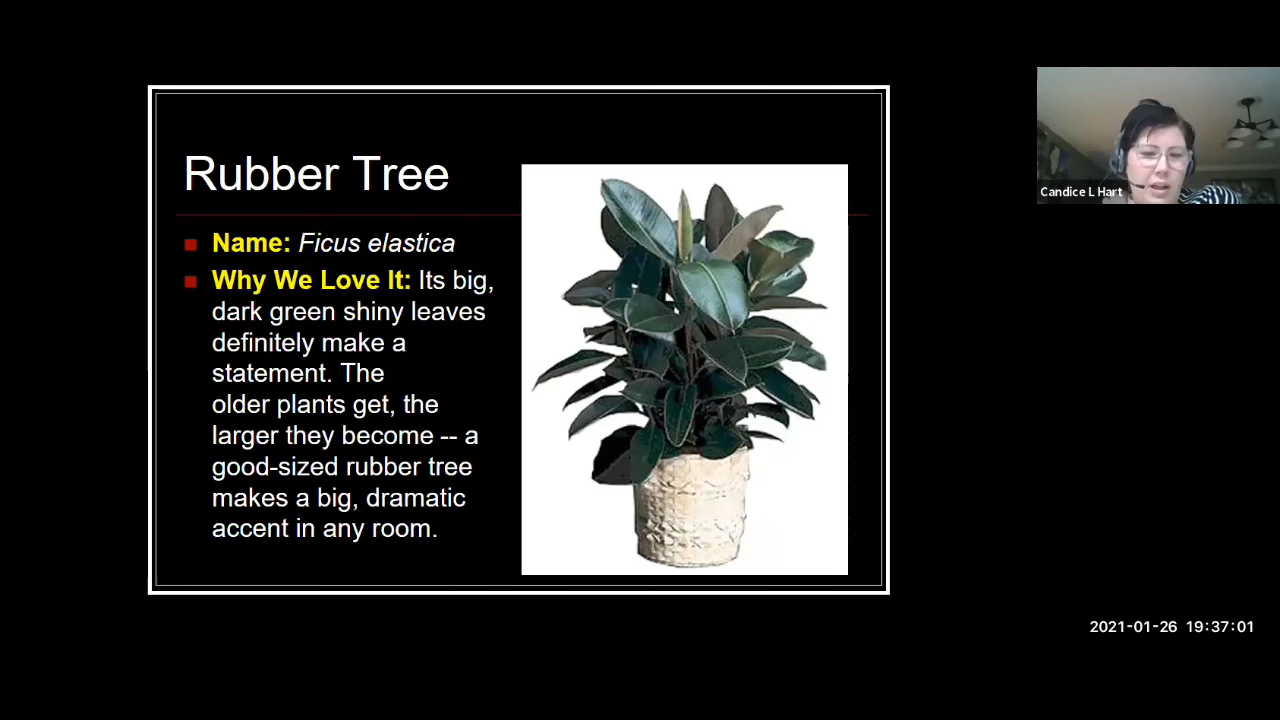 Rubber Tree
Name: Ficus elastica
Why We Love It: Its big,
dark green shiny leaves
definitely make a
statement. The
older plants get, the
larger they become -- a
good-sized rubber tree
makes a big, dramatic
accent in any room.
Candice L Hart
2021-01-26 19:37:01